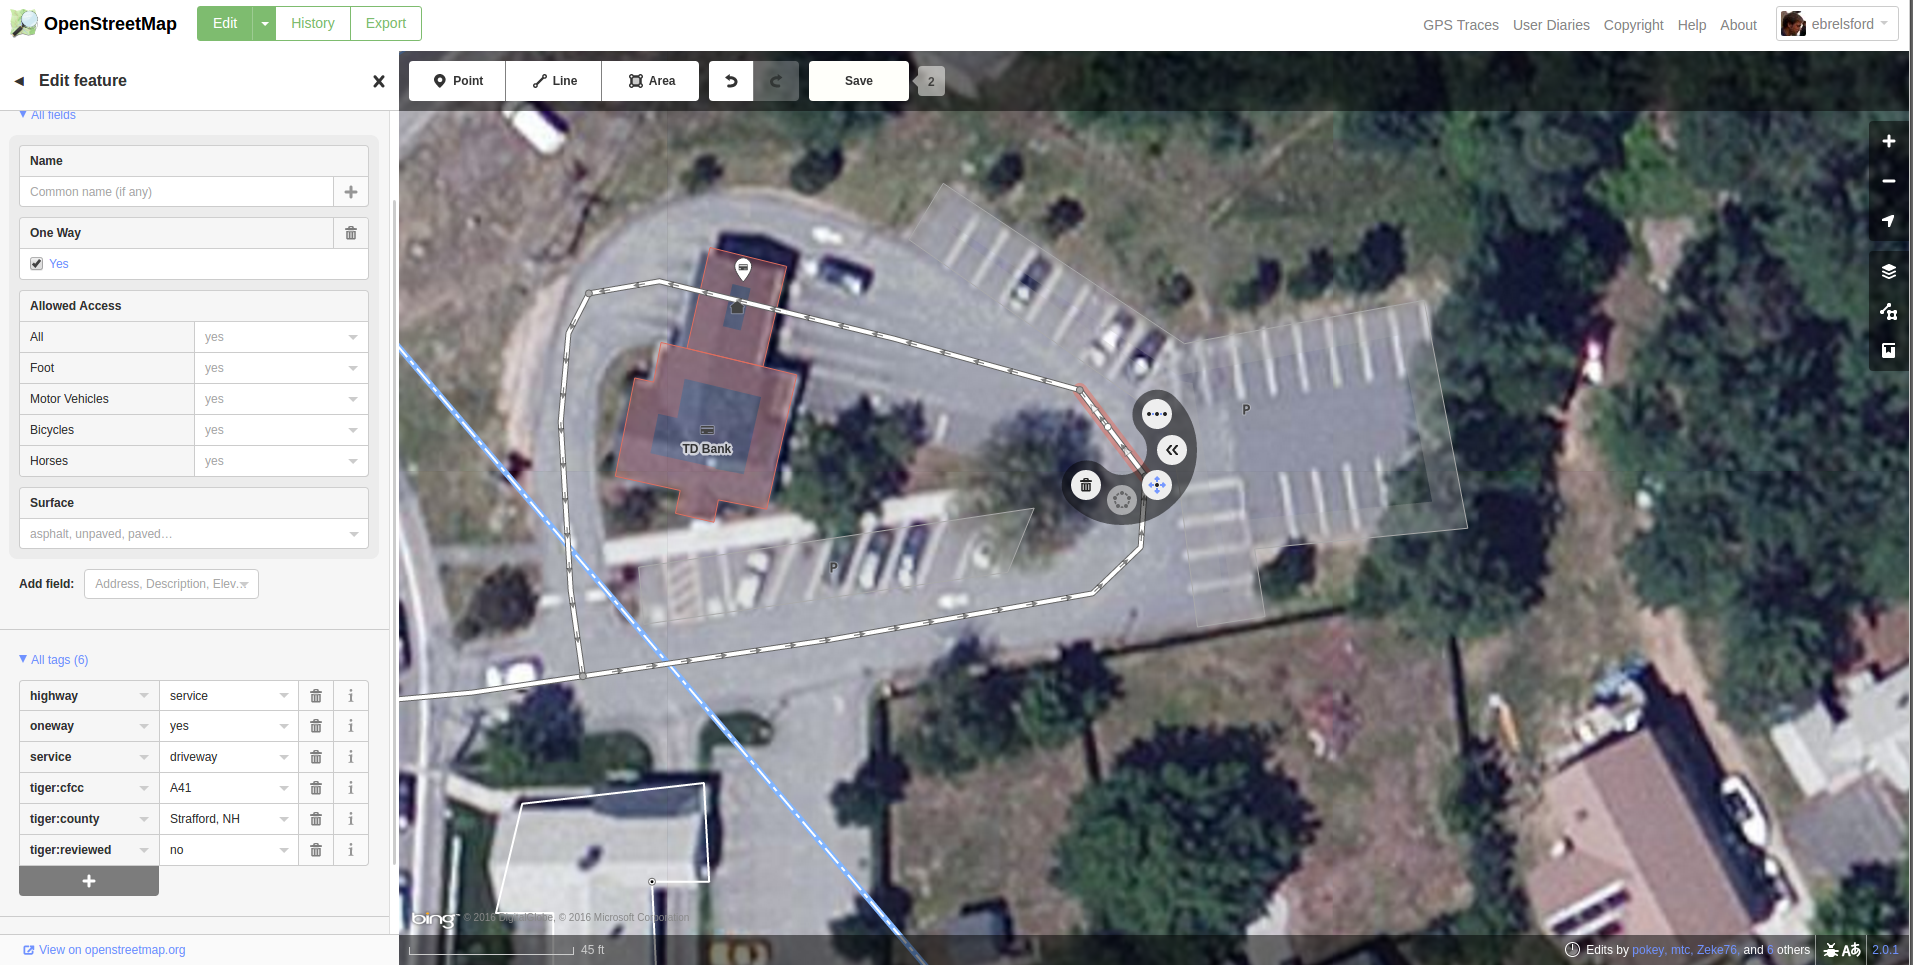 OpenStreetMap
Edit
History
Export
GPS Traces
User Diaries
Copyright
Help
About
ebrelsford
Edit feature
Point
Line
Area
Save
2
All fields
Name
Common name (if any)
One Way
Yes
Allowed Access
All
yes
Foot
yes
Motor Vehicles
yes
Bicycles
yes
Horses
yes
Surface
asphalt, unpaved, paved…
Add field:
Address, Description, Elev…
All tags (6)
highway
service
oneway
yes
service
driveway
tiger:cfcc
A41
tiger:county
Strafford, NH
tiger:reviewed
no
View on openstreetmap.org
TD Bank
P
P
bing
© 2016 DigitalGlobe, © 2016 Microsoft Corporation
45 ft
Edits by pokey, mtc, Zeke76, and 6 others
2.0.1